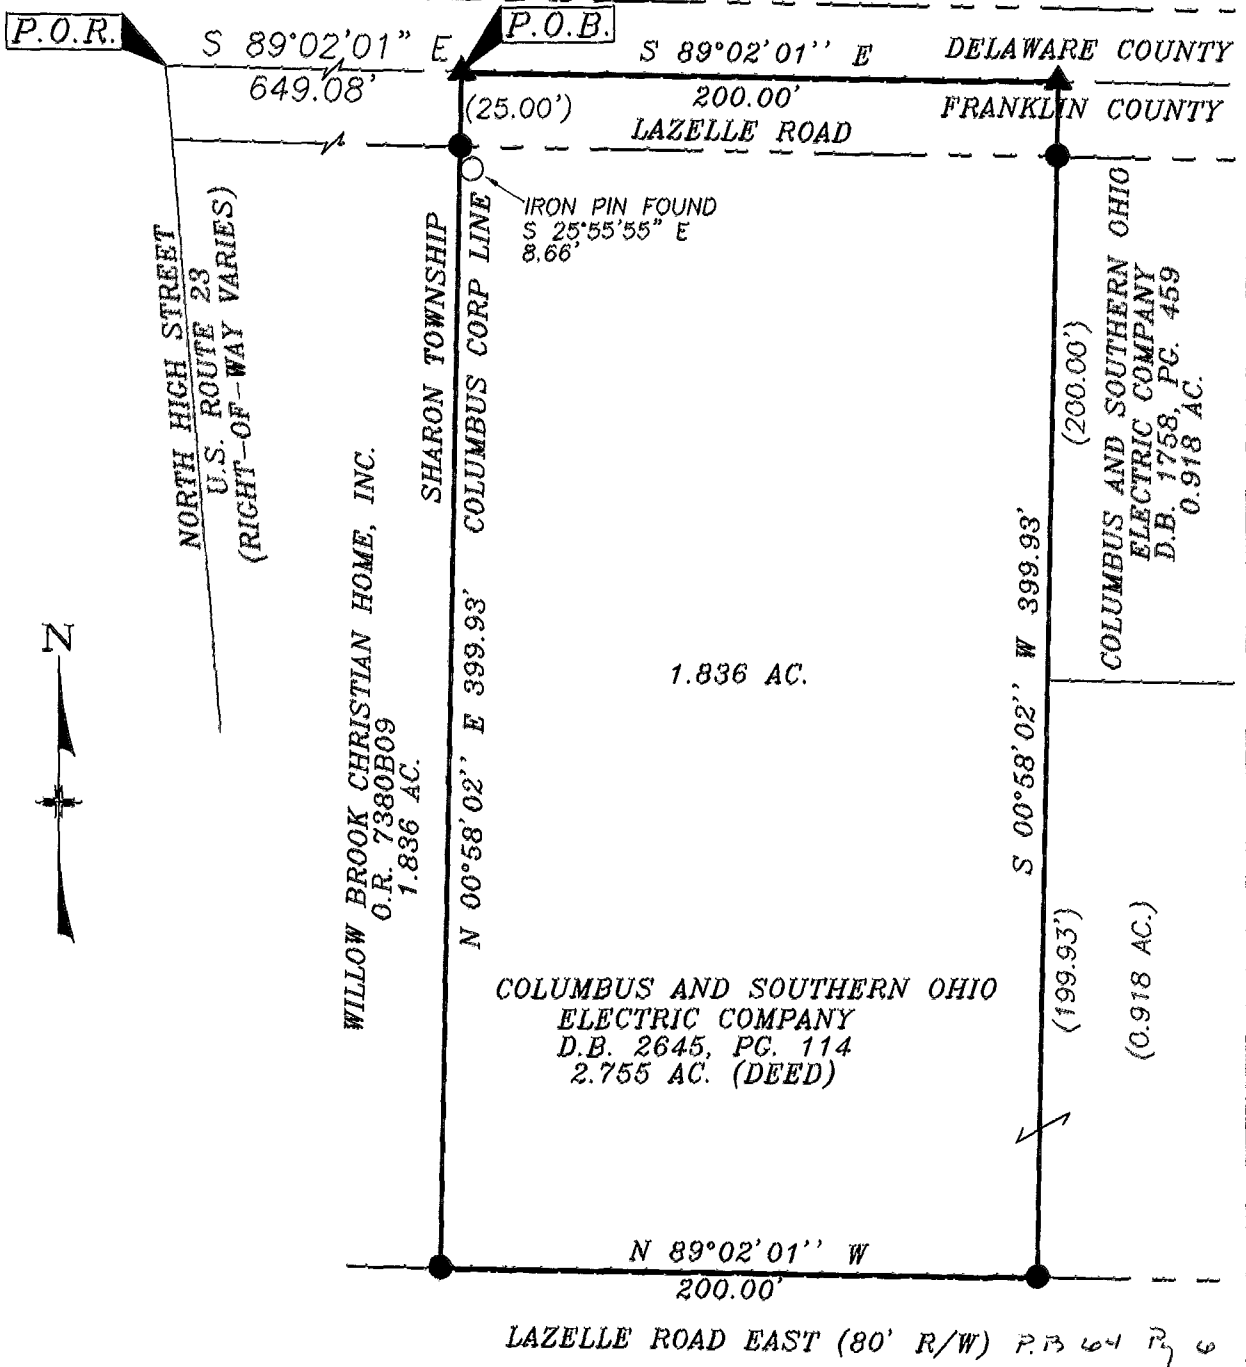 P.O.R.
S 89°02'01" E
649.08'
P.O.B.
S 89°02'01'' E
200.00'
LAZELLE ROAD
DELAWARE COUNTY
FRANKLIN COUNTY
(25.00')
IRON PIN FOUND
S 25°55'55" E
8.66'
NORTH HIGH STREET
U.S. ROUTE 23
(RIGHT-OF-WAY VARIES)
SHARON TOWNSHIP
COLUMBUS CORP LINE
WILLOW BROOK CHRISTIAN HOME, INC.
O.R. 7380B09
1.836 AC.
N 00°58'02'' E 399.93'
N
1.836 AC.
S 00°58'02'' W 399.93'
(200.00')
COLUMBUS AND SOUTHERN OHIO
ELECTRIC COMPANY
D.B. 1758, PG. 459
0.918 AC.
(199.93')
(0.918 AC.)
COLUMBUS AND SOUTHERN OHIO
ELECTRIC COMPANY
D.B. 2645, PG. 114
2.755 AC. (DEED)
N 89°02'01'' W
200.00'
LAZELLE ROAD EAST (80' R/W) P.B 64 Pg 6